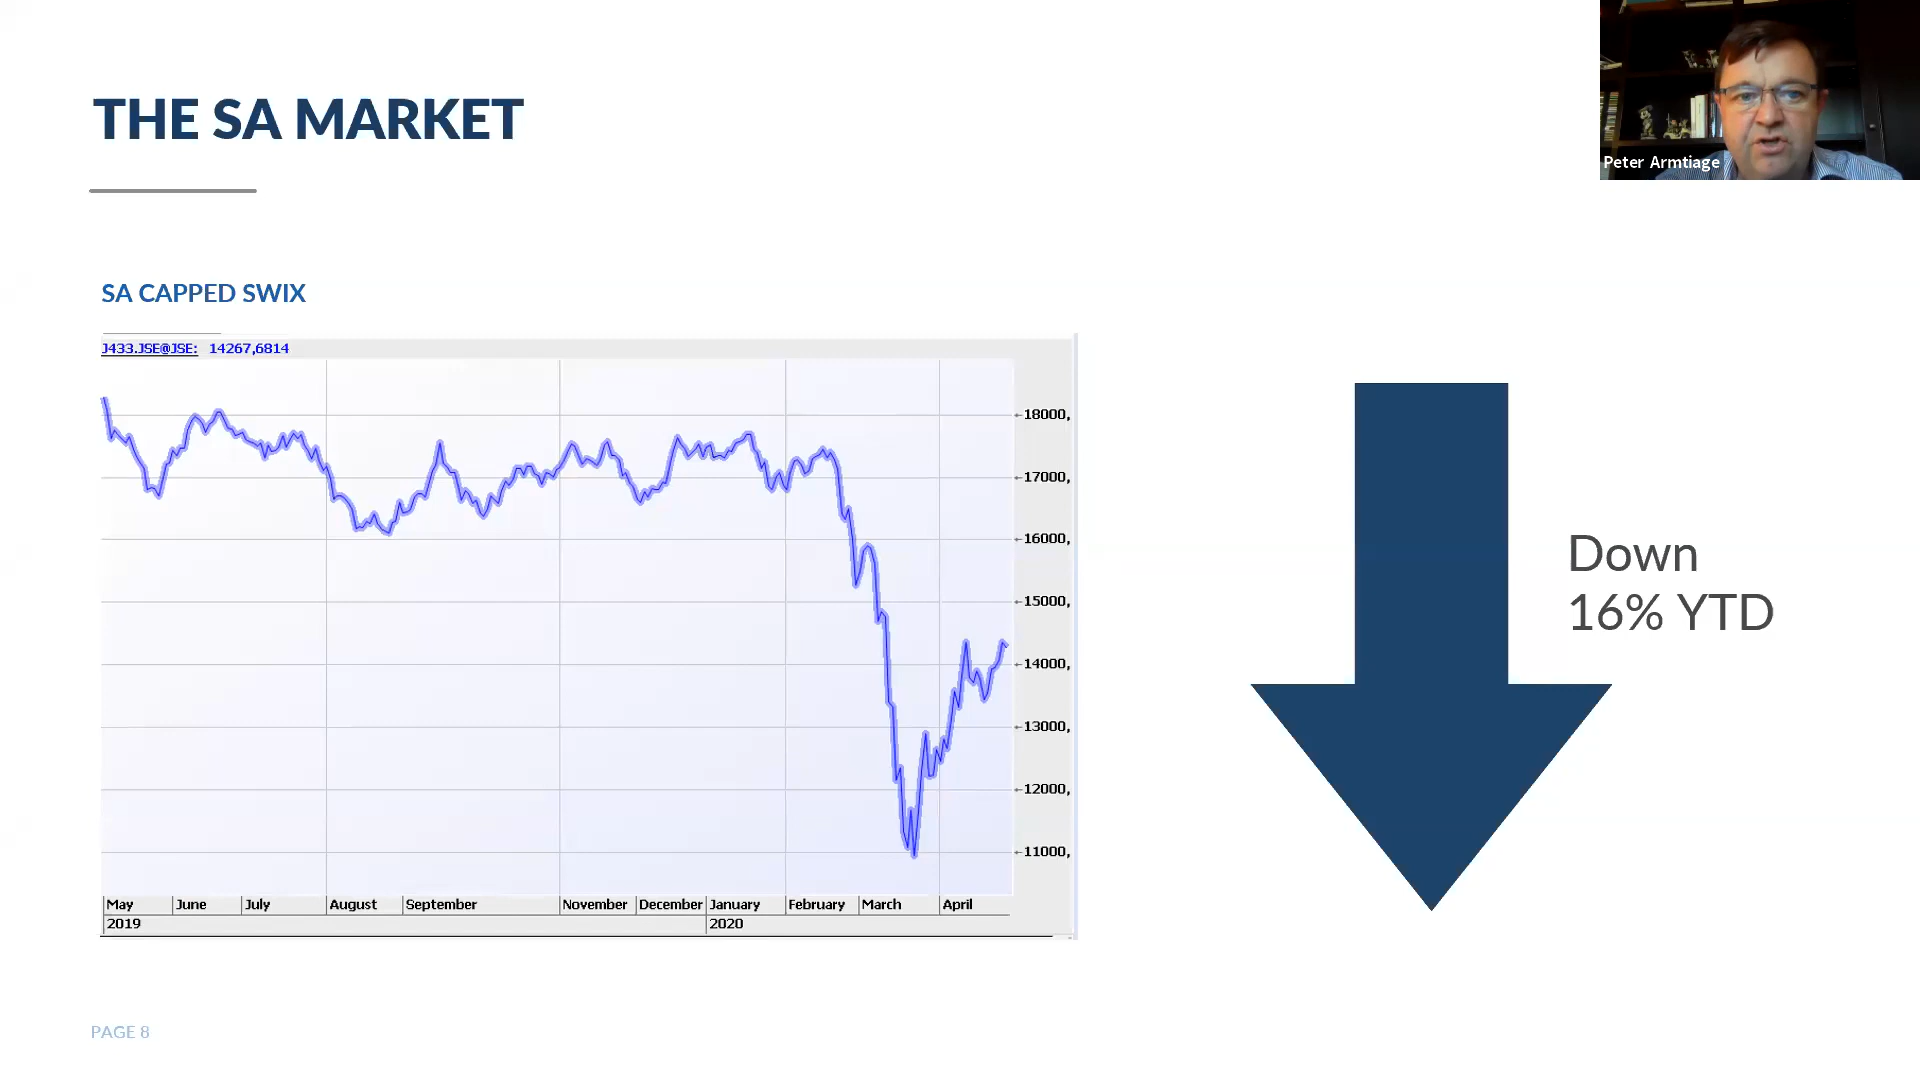 THE SA MARKET
Peter Armtiage
SA CAPPED SWIX
J433.JSE@JSE: 14267,6814
18000,
17000,
16000,
15000,
14000,
13000,
12000,
11000,
May June July August September November December January February March April
2019 2020
Down
16% YTD
PAGE 8